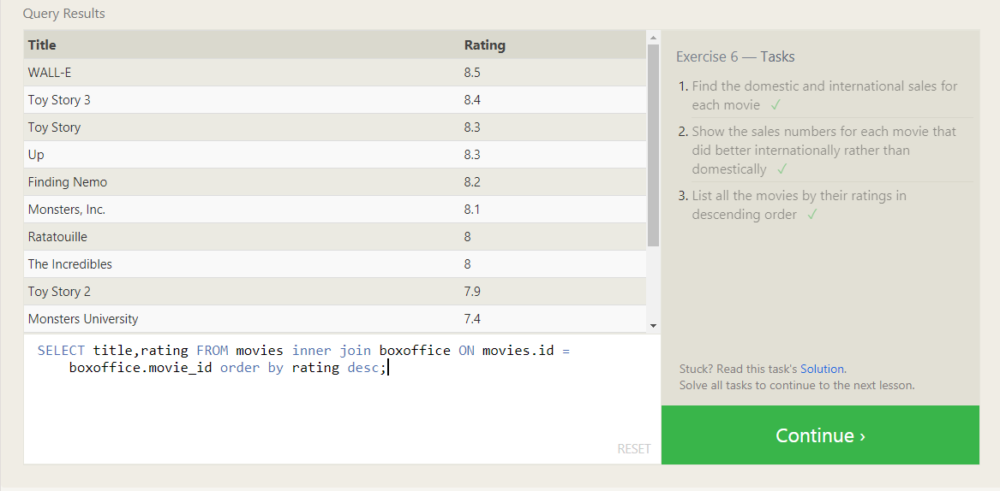 Query Results
Title Rating
WALL-E 8.5
Toy Story 3 8.4
Toy Story 8.3
Up 8.3
Finding Nemo 8.2
Monsters, Inc. 8.1
Ratatouille 8
The Incredibles 8
Toy Story 2 7.9
Monsters University 7.4
SELECT title,rating FROM movies inner join boxoffice ON movies.id =
boxoffice.movie_id order by rating desc;
RESET
Exercise 6 — Tasks
1. Find the domestic and international sales for
each movie ✓
2. Show the sales numbers for each movie that
did better internationally rather than
domestically ✓
3. List all the movies by their ratings in
descending order ✓
Stuck? Read this task's Solution.
Solve all tasks to continue to the next lesson.
Continue ›